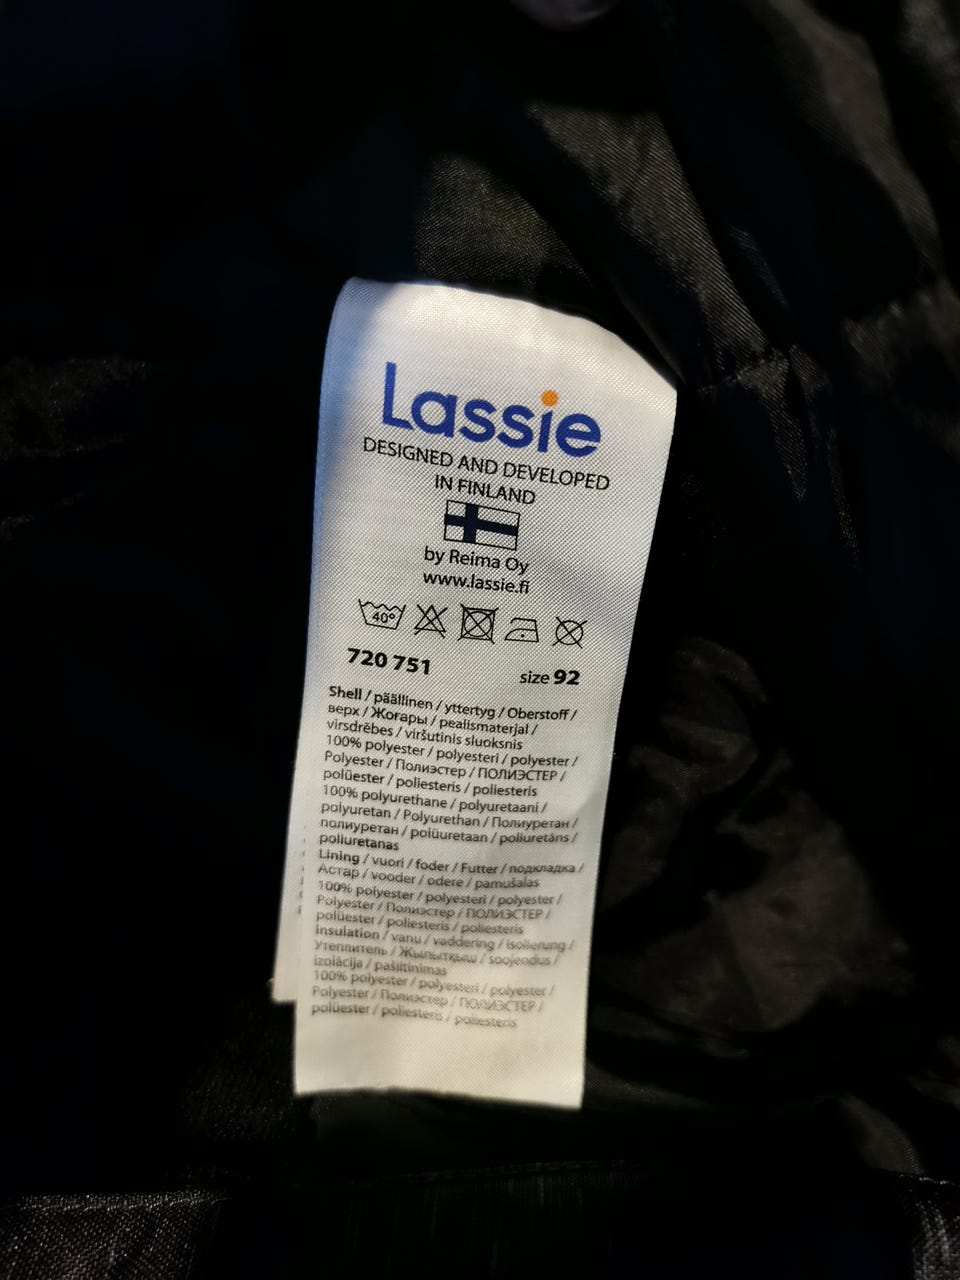 Lassie
DESIGNED AND DEVELOPED
IN FINLAND
by Reima Oy
www.lassie.fi
40°
720 751 size 92
Shell / päällinen / yttertyg / Oberstoff /
верх / Жоғары / pealismaterjal /
virsdrēbes / viršutinis sluoksnis
100% polyester / polyesteri / polyester /
Polyester / Полиэстер / ПОЛИЭСТЕР /
polüester / poliesteris / poliesteris
100% polyurethane / polyuretaani /
polyuretan / Polyurethan / Полиуретан /
полиуретан / polüuretaan / poliuretāns /
poliuretanas
Lining / vuori / foder / Futter / подкладка /
Астар / vooder / odere / pamušalas
100% polyester / polyesteri / polyester /
Polyester / Полиэстер / ПОЛИЭСТЕР /
polüester / poliesteris / poliesteris
Insulation / vanu / vaddering / Isolierung /
Утеплитель / Жылытқыш / soojendus /
izolācija / pašiltinimas
100% polyester / polyesteri / polyester /
Polyester / Полиэстер / ПОЛИЭСТЕР /
polüester / poliesteris / poliesteris